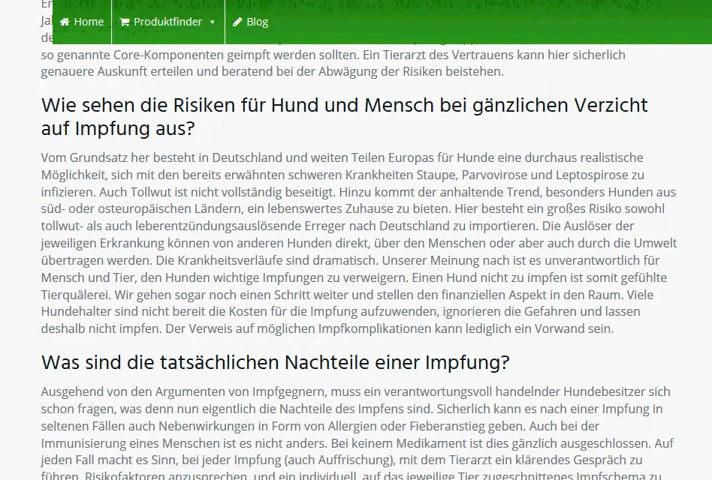 Home Produktfinder Blog
so genannte Core-Komponenten geimpft werden sollten. Ein Tierarzt des Vertrauens kann hier sicherlich
genauere Auskunft erteilen und beratend bei der Abwägung der Risiken beistehen.
Wie sehen die Risiken für Hund und Mensch bei gänzlichen Verzicht
auf Impfung aus?
Vom Grundsatz her besteht in Deutschland und weiten Teilen Europas für Hunde eine durchaus realistische
Möglichkeit, sich mit den bereits erwähnten schweren Krankheiten Staupe, Parvovirose und Leptospirose zu
infizieren. Auch Tollwut ist nicht vollständig beseitigt. Hinzu kommt der anhaltende Trend, besonders Hunden aus
süd- oder osteuropäischen Ländern, ein lebenswertes Zuhause zu bieten. Hier besteht ein großes Risiko sowohl
tollwut- als auch leberentzündungsauslösende Erreger nach Deutschland zu importieren. Die Auslöser der
jeweiligen Erkrankung können von anderen Hunden direkt, über den Menschen oder aber auch durch die Umwelt
übertragen werden. Die Krankheitsverläufe sind dramatisch. Unserer Meinung nach ist es unverantwortlich für
Mensch und Tier, den Hunden wichtige Impfungen zu verweigern. Einen Hund nicht zu impfen ist somit gefühlte
Tierquälerei. Wir gehen sogar noch einen Schritt weiter und stellen den finanziellen Aspekt in den Raum. Viele
Hundehalter sind nicht bereit die Kosten für die Impfung aufzuwenden, ignorieren die Gefahren und lassen
deshalb nicht impfen. Der Verweis auf möglichen Impfkomplikationen kann lediglich ein Vorwand sein.
Was sind die tatsächlichen Nachteile einer Impfung?
Ausgehend von den Argumenten von Impfgegnern, muss ein verantwortungsvoll handelnder Hundebesitzer sich
schon fragen, was denn nun eigentlich die Nachteile des Impfens sind. Sicherlich kann es nach einer Impfung in
seltenen Fällen auch Nebenwirkungen in Form von Allergien oder Fieberanstieg geben. Auch bei der
Immunisierung eines Menschen ist es nicht anders. Bei keinem Medikament ist dies gänzlich ausgeschlossen. Auf
jeden Fall macht es Sinn, bei jeder Impfung (auch Auffrischung), mit dem Tierarzt ein klärendes Gespräch zu
führen, Risikofaktoren anzusprechen, und ein individuell, auf das jeweilige Tier zugeschnittenes Impfschema zu